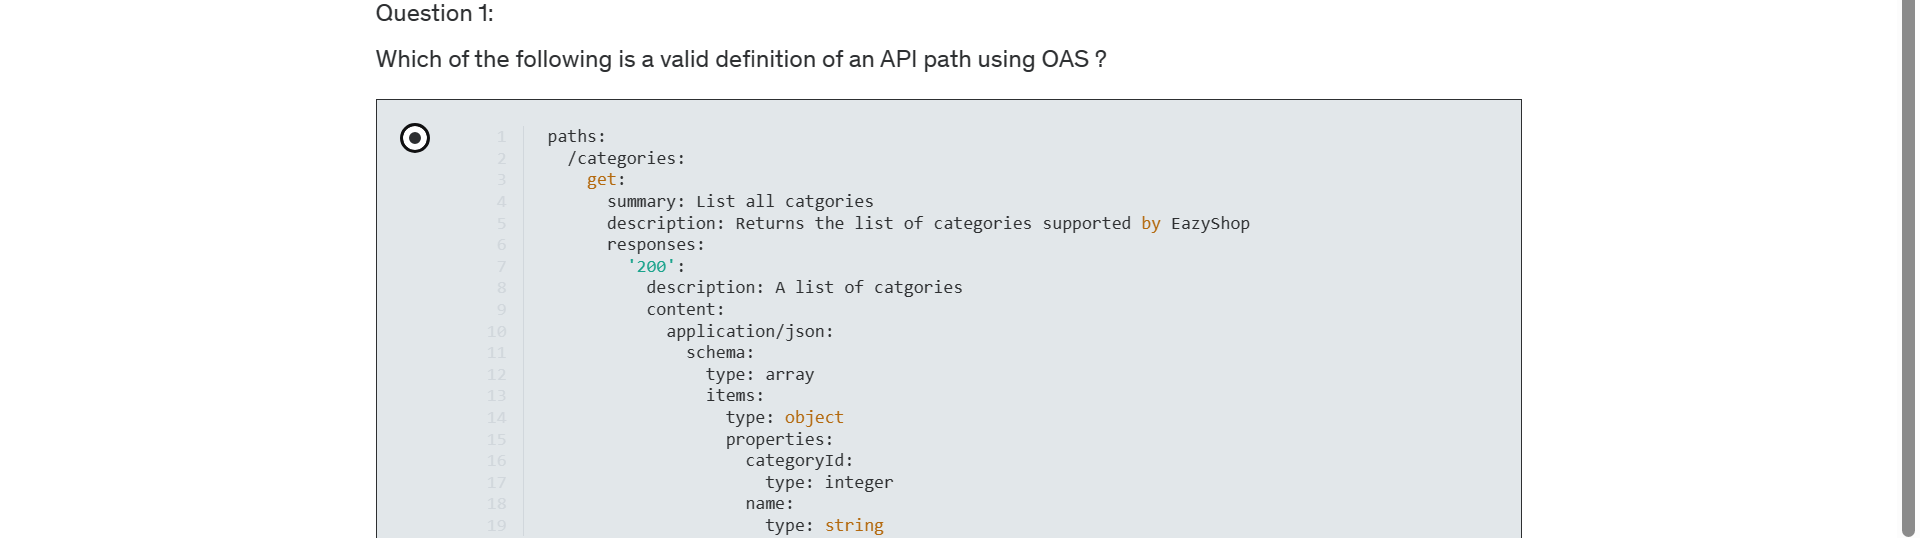 Question 1:
Which of the following is a valid definition of an API path using OAS ?
1 paths:
2 /categories:
3 get:
4 summary: List all catgories
5 description: Returns the list of categories supported by EazyShop
6 responses:
7 '200':
8 description: A list of catgories
9 content:
10 application/json:
11 schema:
12 type: array
13 items:
14 type: object
15 properties:
16 categoryId:
17 type: integer
18 name:
19 type: string